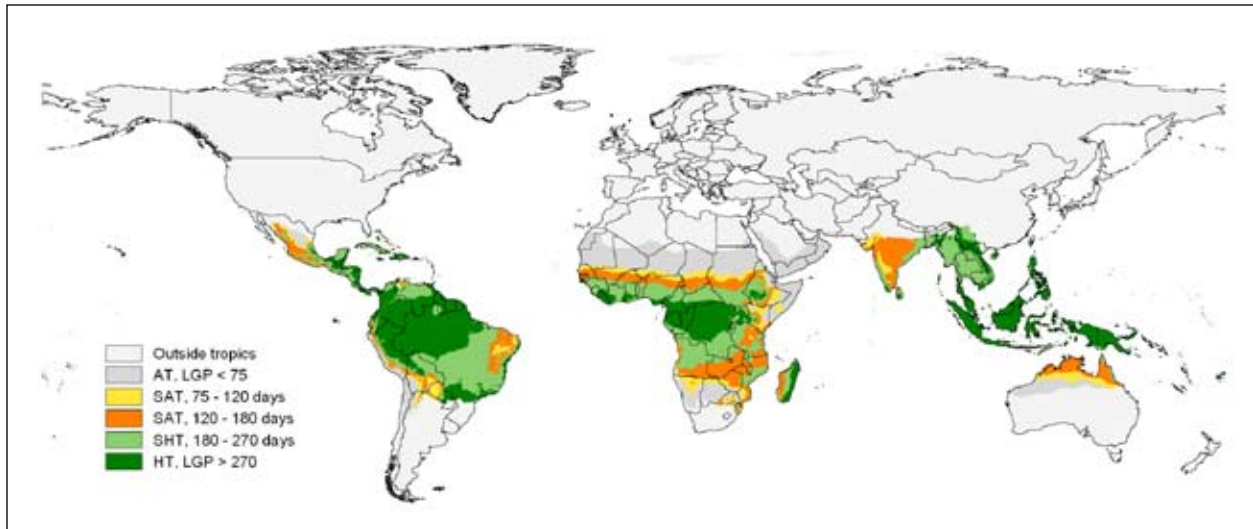 Outside tropics
AT, LGP < 75
SAT, 75 - 120 days
SAT, 120 - 180 days
SHT, 180 - 270 days
HT, LGP > 270